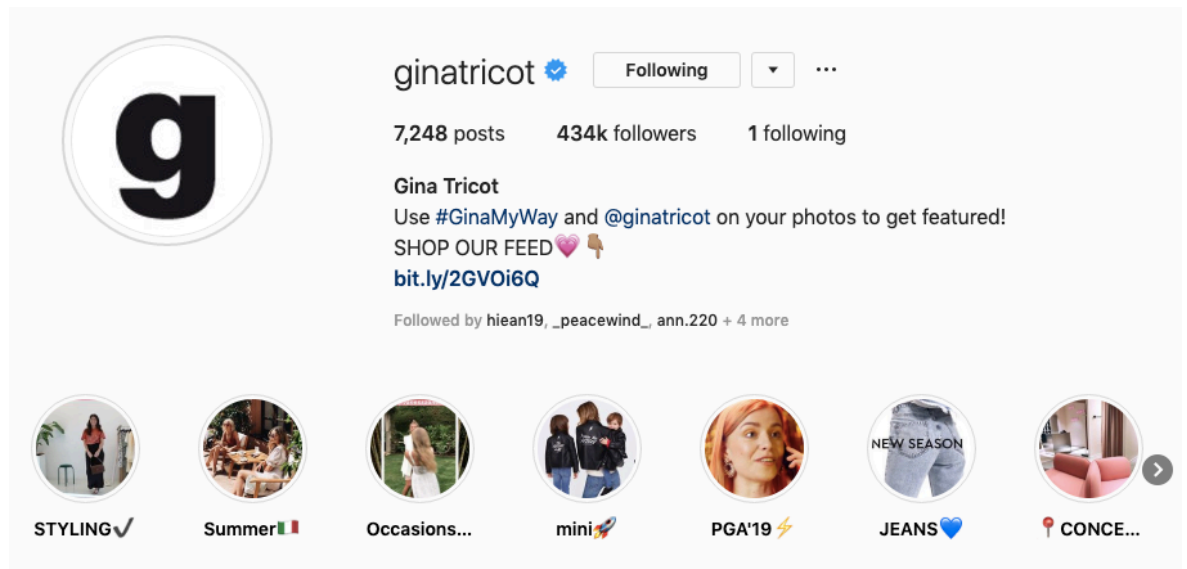 g
ginatricot Following ▼ ...
7,248 posts 434k followers 1 following
Gina Tricot
Use #GinaMyWay and @ginatricot on your photos to get featured!
SHOP OUR FEED💗👇🏽
bit.ly/2GVOi6Q
Followed by hiean19, _peacewind_, ann.220 + 4 more
NEW SEASON
STYLING✔️ Summer🇮🇹 Occasions... mini🚀 PGA'19⚡ JEANS💙 📍CONCE...